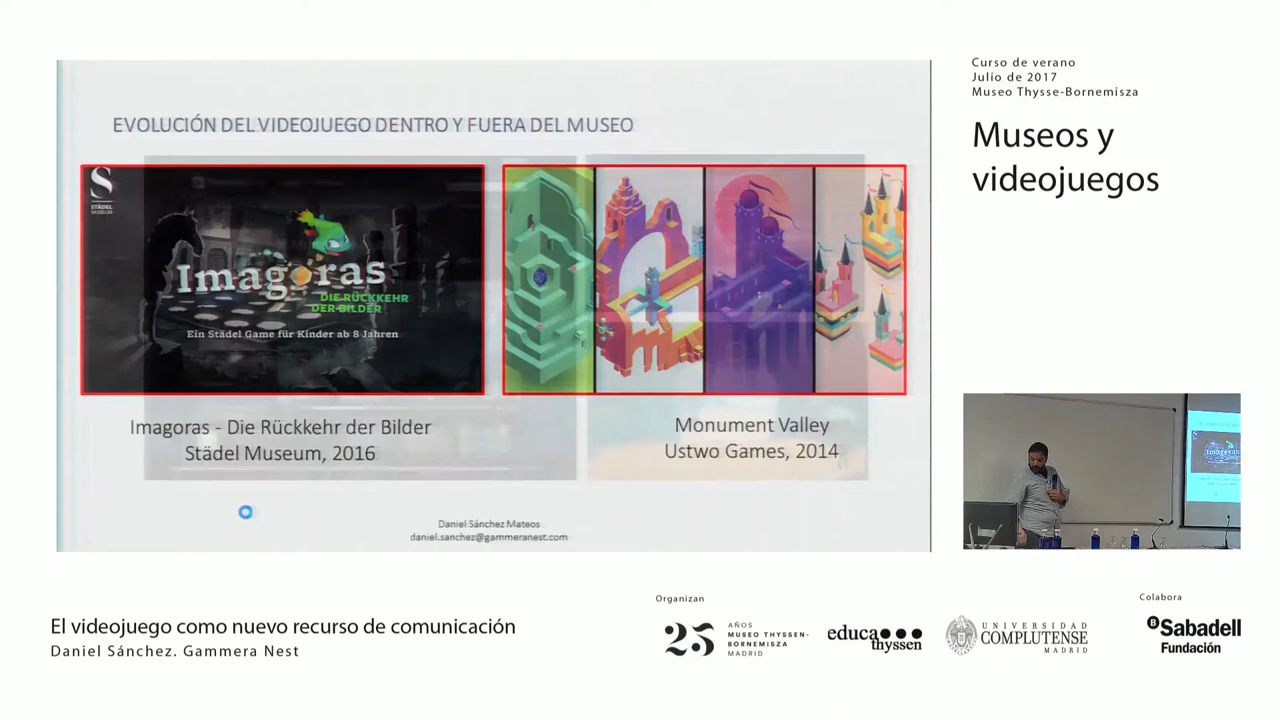 Curso de verano
Julio de 2017
Museo Thysse-Bornemisza
Museos y
videojuegos
EVOLUCIÓN DEL VIDEOJUEGO DENTRO Y FUERA DEL MUSEO
S
STÄDEL
MUSEUM
Imagoras
DIE RÜCKKEHR
DER BILDER
Ein Städel Game für Kinder ab 8 Jahren
Imagoras - Die Rückkehr der Bilder
Städel Museum, 2016
Monument Valley
Ustwo Games, 2014
Daniel Sánchez Mateos
daniel.sanchez@gammeranest.com
El videojuego como nuevo recurso de comunicación
Daniel Sánchez. Gammera Nest
Organizan
25
AÑOS
MUSEO THYSSEN-
BORNEMISZA
MADRID
educa
thyssen
UNIVERSIDAD
COMPLUTENSE
MADRID
Colabora
B Sabadell
Fundación